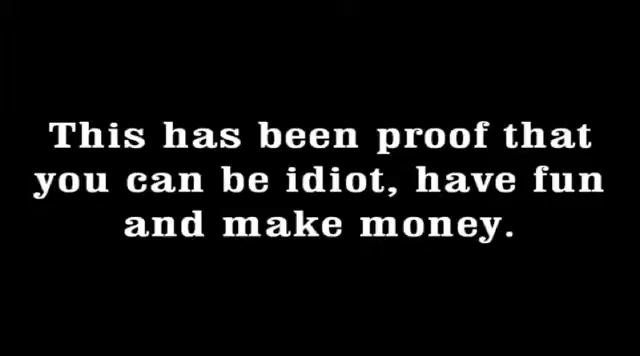 This has been proof that
you can be idiot, have fun
and make money.